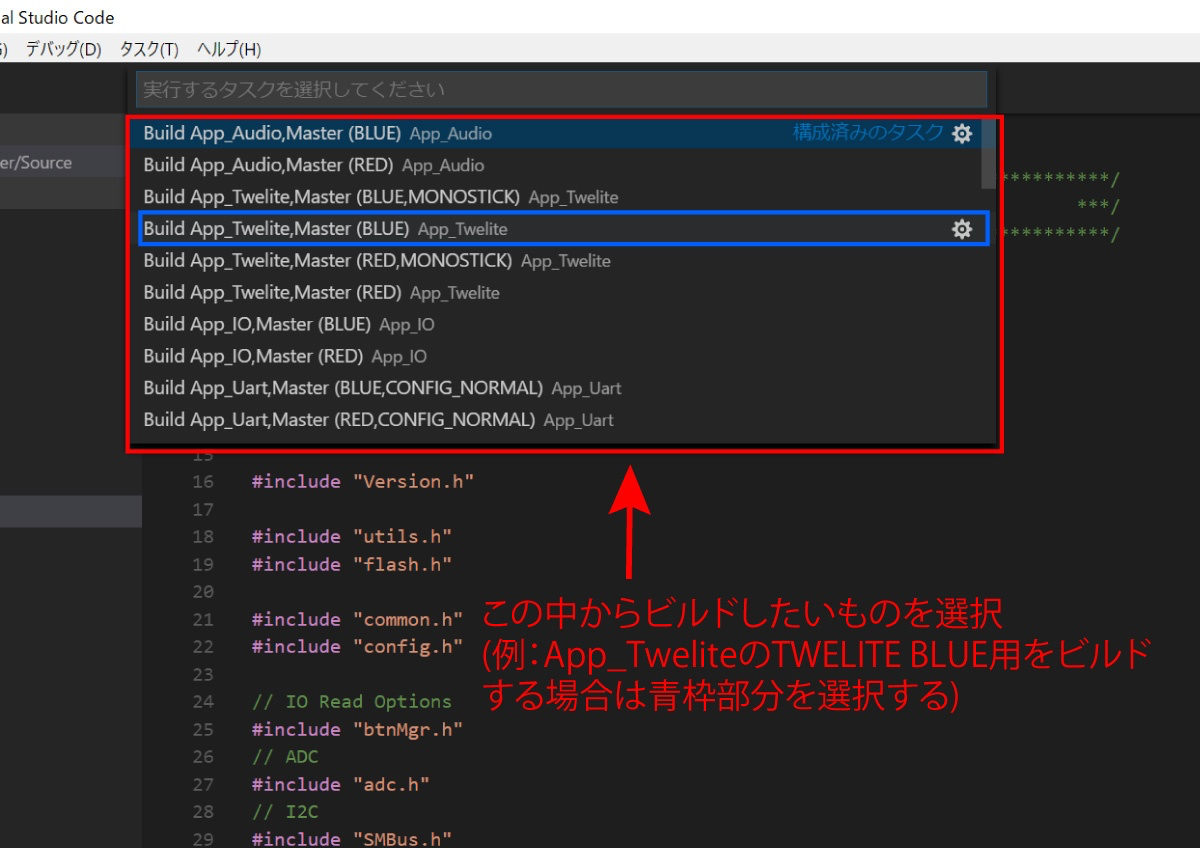 al Studio Code
デバッグ(D) タスク(T) ヘルプ(H)
実行するタスクを選択してください
Build App_Audio,Master (BLUE) App_Audio 構成済みのタスク
er/Source
Build App_Audio,Master (RED) App_Audio
**********/
Build App_Twelite,Master (BLUE,MONOSTICK) App_Twelite
***/
Build App_Twelite,Master (BLUE) App_Twelite
**********/
Build App_Twelite,Master (RED,MONOSTICK) App_Twelite
Build App_Twelite,Master (RED) App_Twelite
Build App_IO,Master (BLUE) App_IO
Build App_IO,Master (RED) App_IO
Build App_Uart,Master (BLUE,CONFIG_NORMAL) App_Uart
Build App_Uart,Master (RED,CONFIG_NORMAL) App_Uart
15
16 #include "Version.h"
17
18 #include "utils.h"
19 #include "flash.h"
20
21 #include "common.h"
22 #include "config.h"
23
24 // IO Read Options
25 #include "btnMgr.h"
26 // ADC
27 #include "adc.h"
28 // I2C
29 #include "SMBus.h"
この中からビルドしたいものを選択
(例：App_TweliteのTWELITE BLUE用をビルド
する場合は青枠部分を選択する)